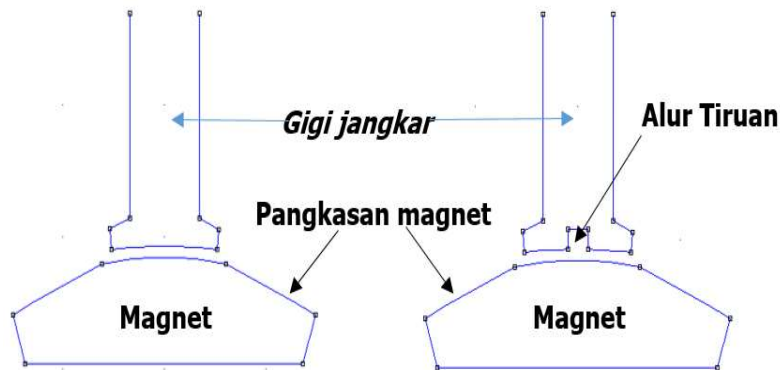 Gigi jangkar
Alur Tiruan
Pangkasan magnet
Magnet
Magnet